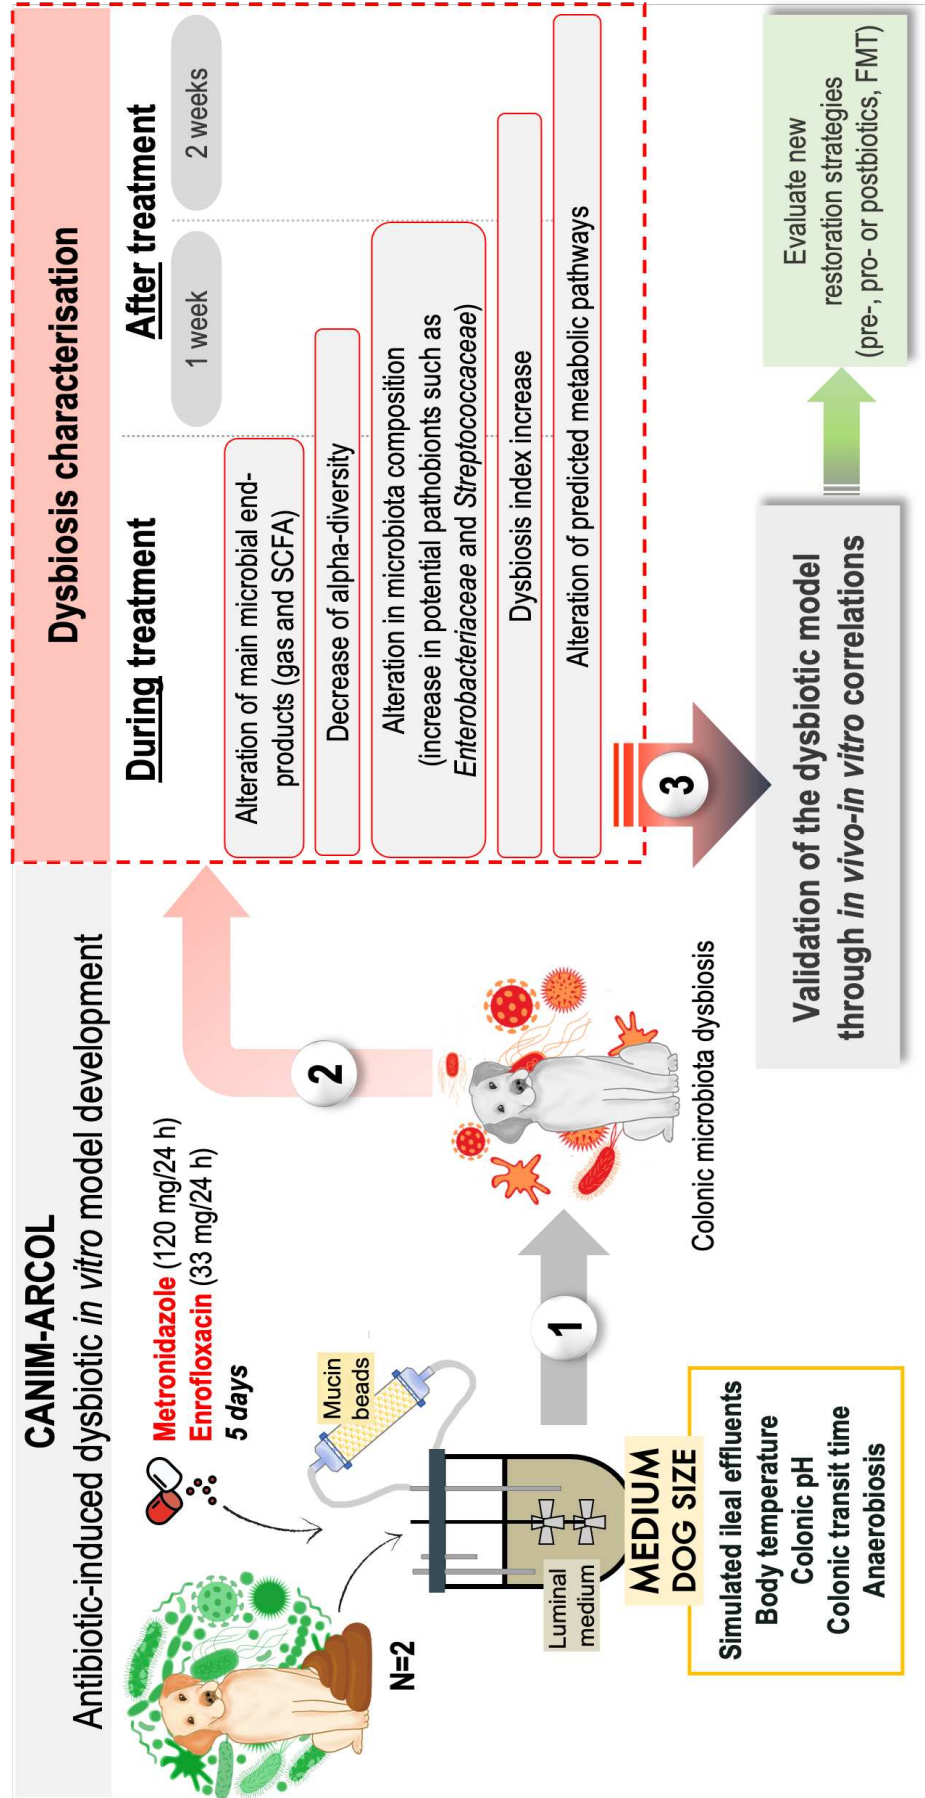 CANIM-ARCOL
Antibiotic-induced dysbiotic in vitro model development
Metronidazole (120 mg/24 h)
Enrofloxacin (33 mg/24 h)
5 days
N=2
Mucin
beads
Luminal
medium
MEDIUM
DOG SIZE
Simulated ileal effluents
Body temperature
Colonic pH
Colonic transit time
Anaerobiosis
1
Colonic microbiota dysbiosis
2
Dysbiosis characterisation
During treatment
After treatment
1 week
2 weeks
Alteration of main microbial end-
products (gas and SCFA)
Decrease of alpha-diversity
Alteration in microbiota composition
(increase in potential pathobionts such as
Enterobacteriaceae and Streptococcaceae)
Dysbiosis index increase
Alteration of predicted metabolic pathways
3
Validation of the dysbiotic model
through in vivo-in vitro correlations
Evaluate new
restoration strategies
(pre-, pro- or postbiotics, FMT)